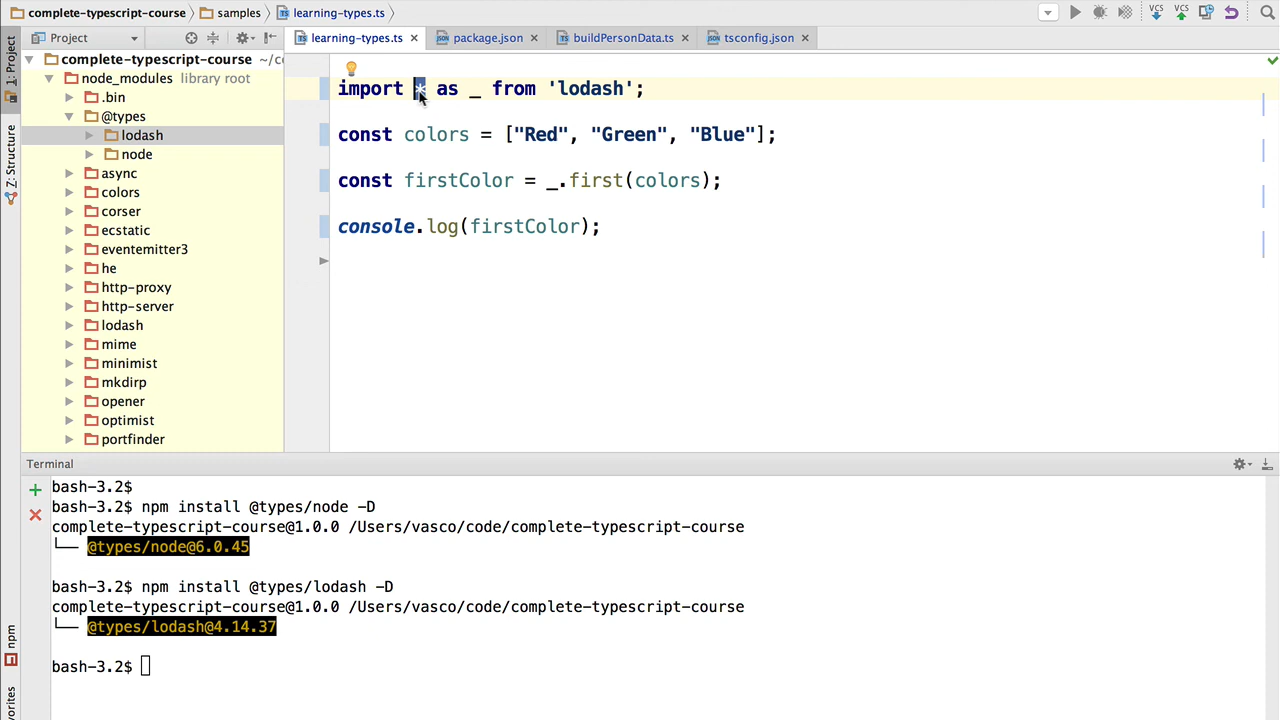 complete-typescript-course samples learning-types.ts
VCS VCS
1: Project
Z: Structure
npm
Project
learning-types.ts package.json buildPersonData.ts tsconfig.json
complete-typescript-course
node_modules library root
.bin
@types
lodash
node
async
colors
corser
ecstatic
eventemitter3
he
http-proxy
http-server
lodash
mime
minimist
mkdirp
opener
optimist
portfinder
import * as _ from 'lodash';
const colors = ["Red", "Green", "Blue"];
const firstColor = _.first(colors);
console.log(firstColor);
Terminal
bash-3.2$
bash-3.2$ npm install @types/node -D
complete-typescript-course@1.0.0 /Users/vasco/code/complete-typescript-course
└── @types/node@6.0.45
bash-3.2$ npm install @types/lodash -D
complete-typescript-course@1.0.0 /Users/vasco/code/complete-typescript-course
└── @types/lodash@4.14.37
bash-3.2$